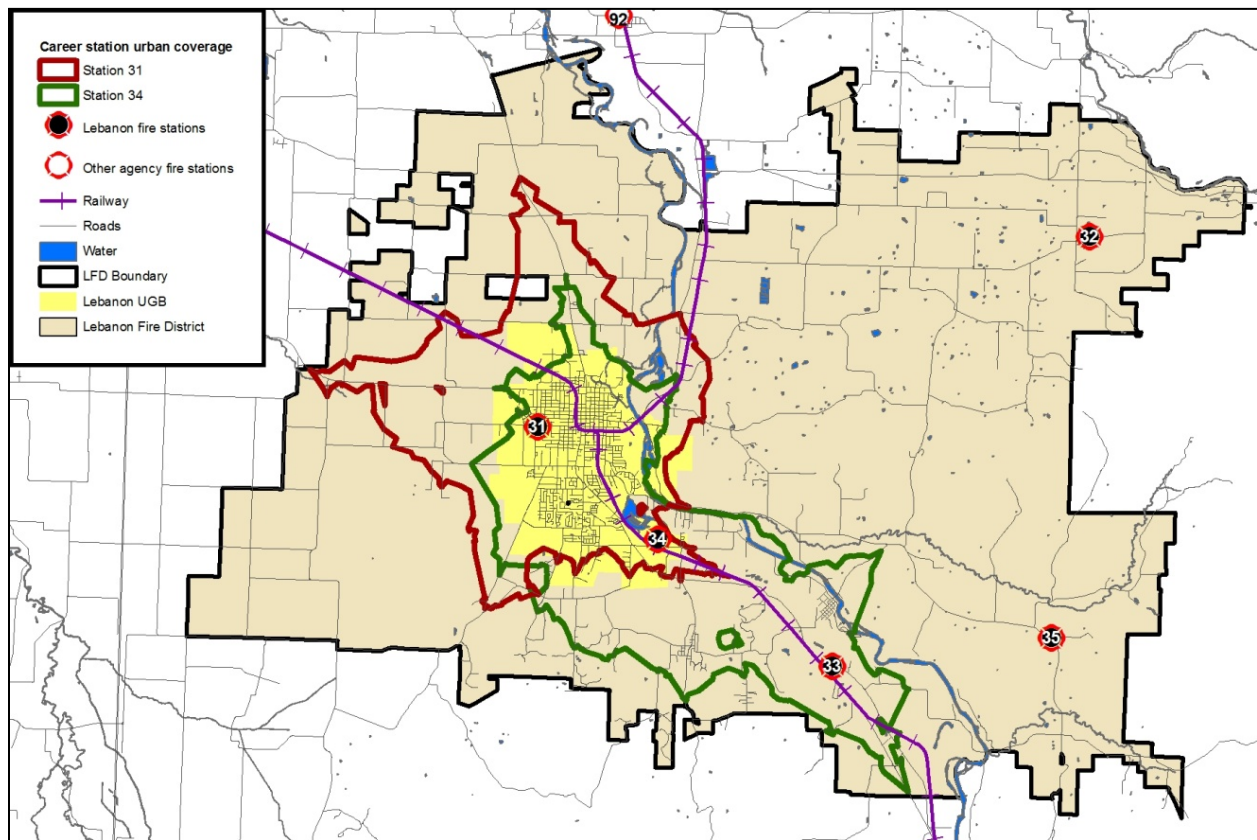 Career station urban coverage
Station 31
Station 34
Lebanon fire stations
Other agency fire stations
Railway
Roads
Water
LFD Boundary
Lebanon UGB
Lebanon Fire District
92
32
31
34
35
33